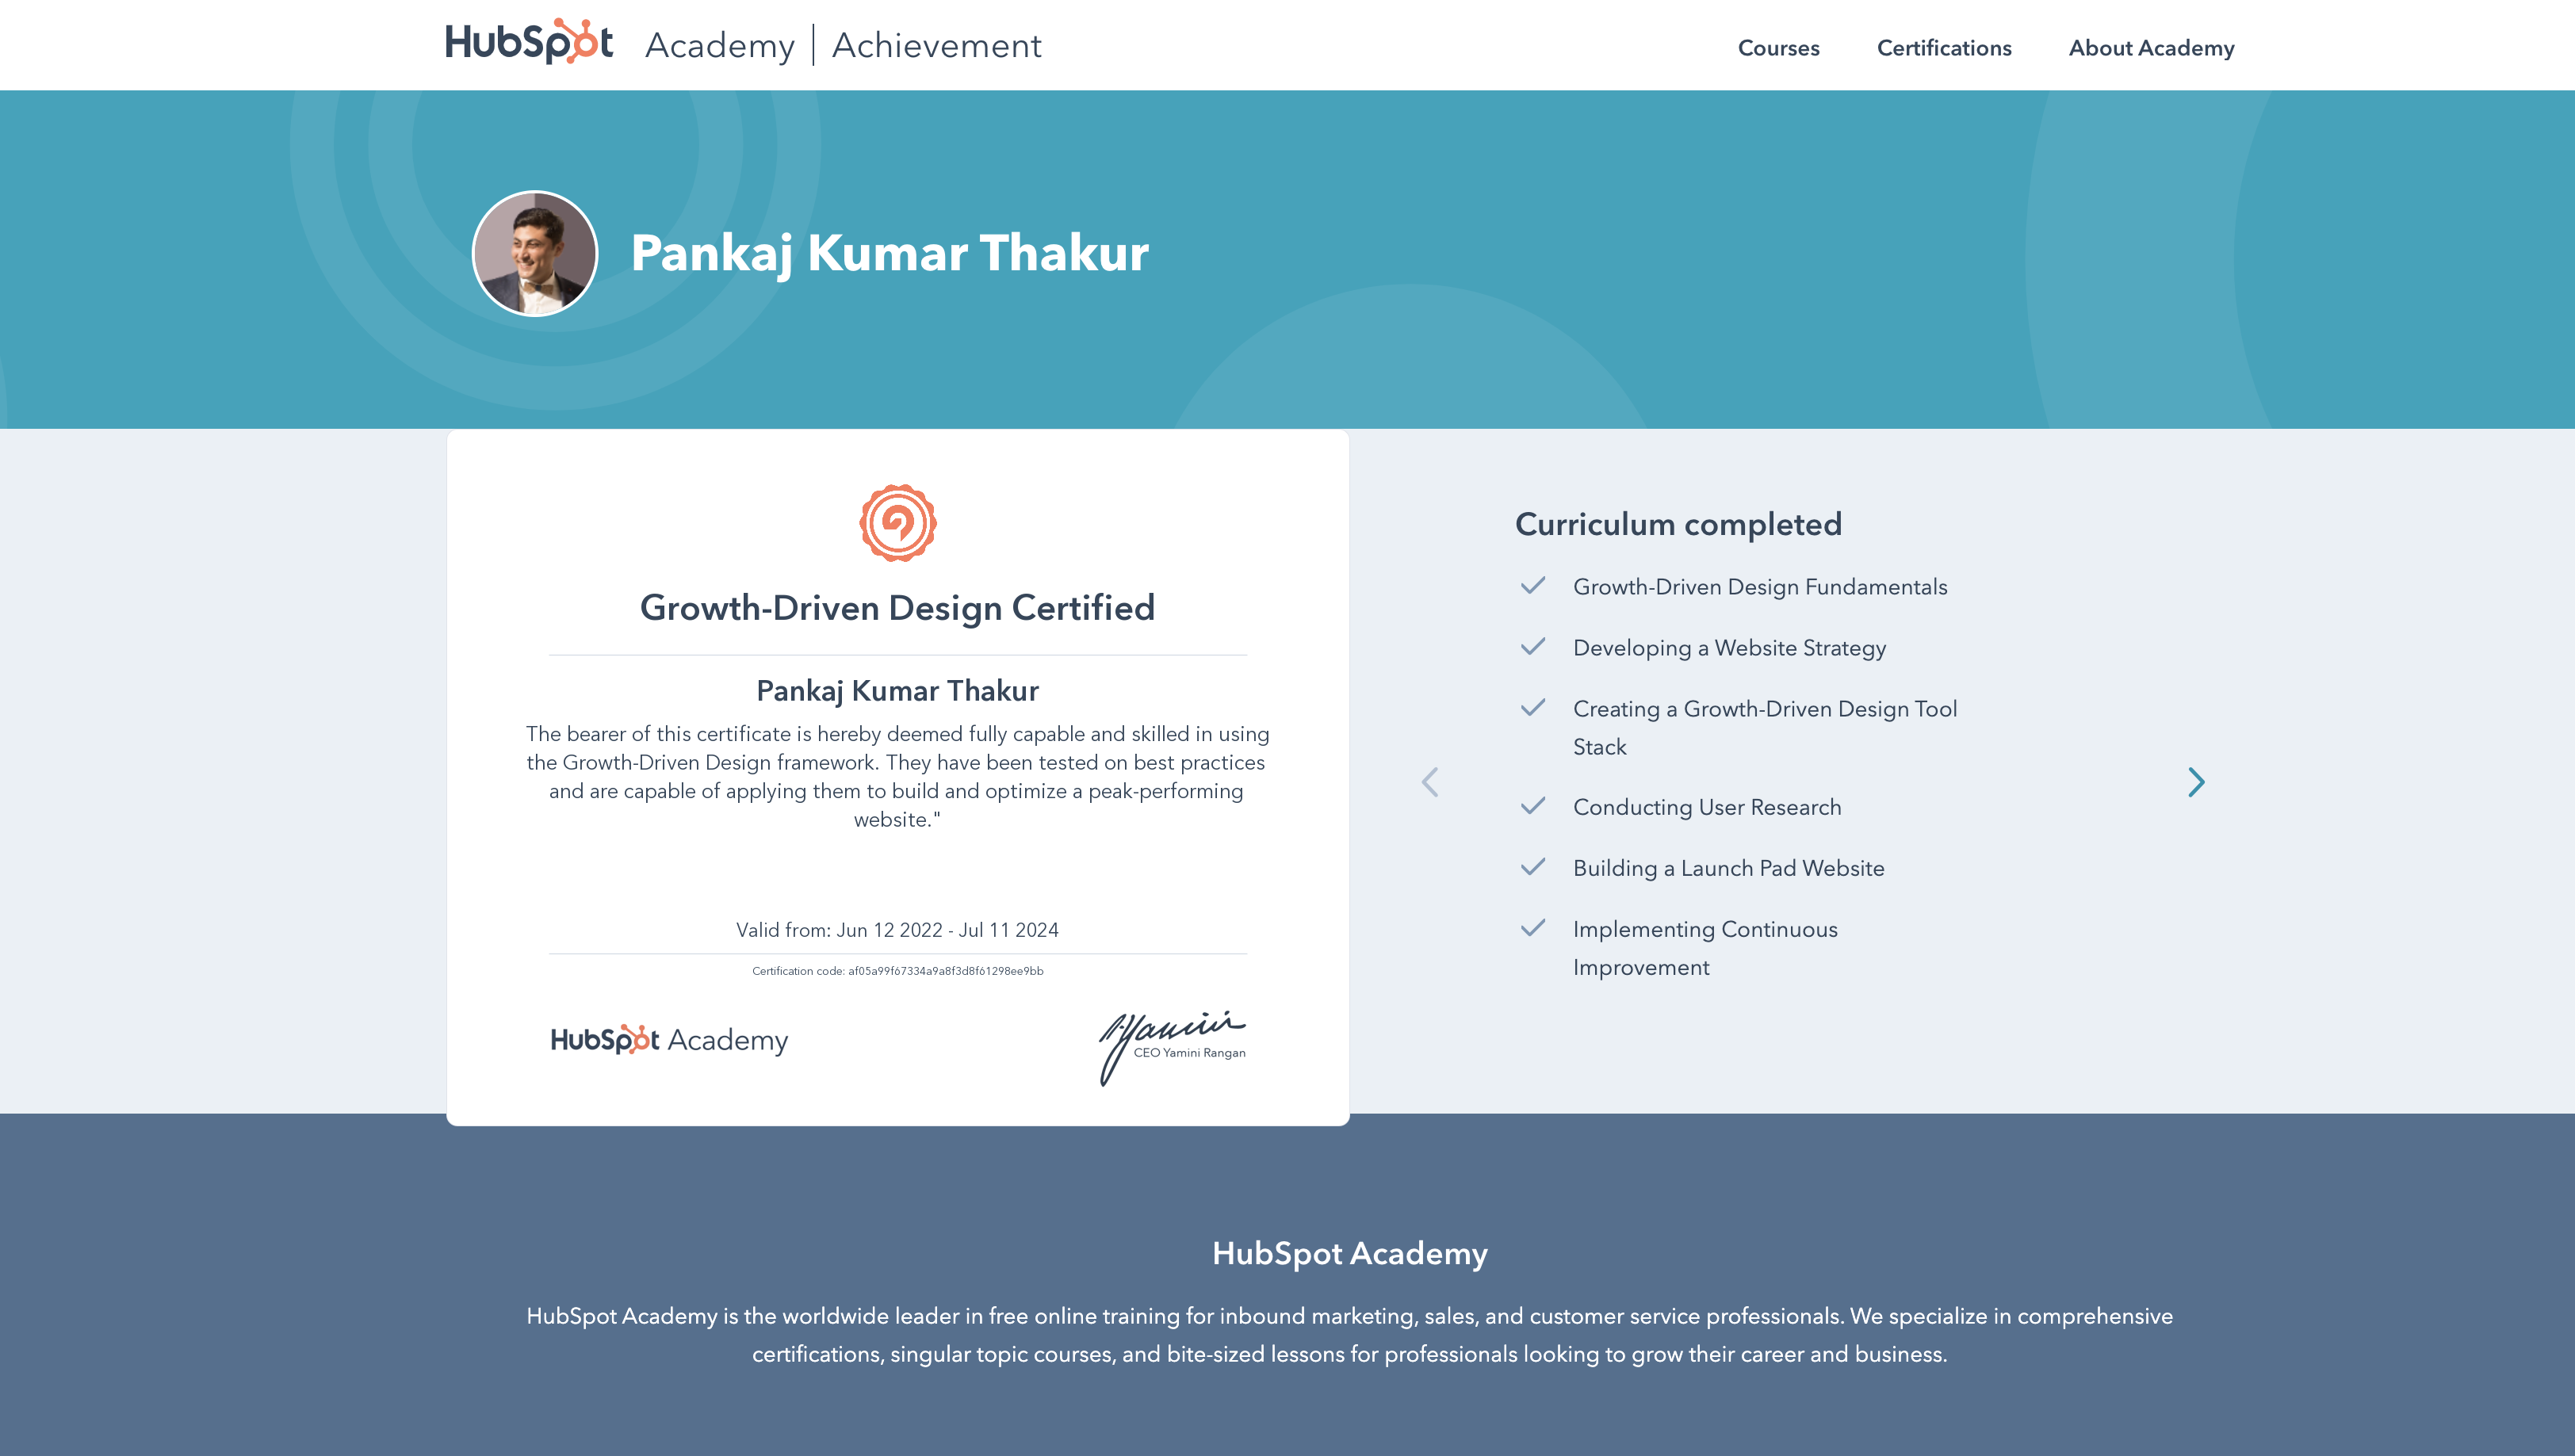 HubSpot Academy | Achievement
Courses Certifications About Academy
Pankaj Kumar Thakur
Growth-Driven Design Certified
Pankaj Kumar Thakur
The bearer of this certificate is hereby deemed fully capable and skilled in using
the Growth-Driven Design framework. They have been tested on best practices
and are capable of applying them to build and optimize a peak-performing
website."
Valid from: Jun 12 2022 - Jul 11 2024
Certification code: af05a99f67334a9a8f3d8f61298ee9bb
HubSpot Academy
Yamini
CEO Yamini Rangan
Curriculum completed
Growth-Driven Design Fundamentals
Developing a Website Strategy
Creating a Growth-Driven Design Tool
Stack
Conducting User Research
Building a Launch Pad Website
Implementing Continuous
Improvement
HubSpot Academy
HubSpot Academy is the worldwide leader in free online training for inbound marketing, sales, and customer service professionals. We specialize in comprehensive
certifications, singular topic courses, and bite-sized lessons for professionals looking to grow their career and business.